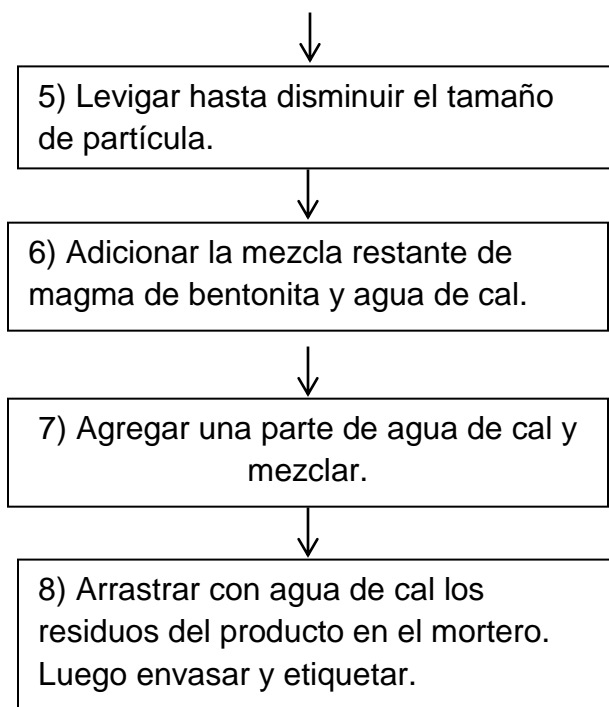 5) Levigar hasta disminuir el tamaño
de partícula.
6) Adicionar la mezcla restante de
magma de bentonita y agua de cal.
7) Agregar una parte de agua de cal y
mezclar.
8) Arrastrar con agua de cal los
residuos del producto en el mortero.
Luego envasar y etiquetar.